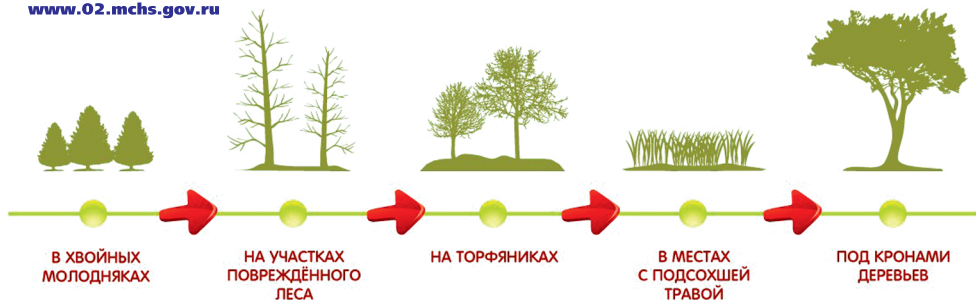 www.02.mchs.gov.ru
В ХВОЙНЫХ
МОЛОДНЯКАХ
НА УЧАСТКАХ
ПОВРЕЖДЁННОГО
ЛЕСА
НА ТОРФЯНИКАХ
В МЕСТАХ
С ПОДСОХШЕЙ
ТРАВОЙ
ПОД КРОНАМИ
ДЕРЕВЬЕВ